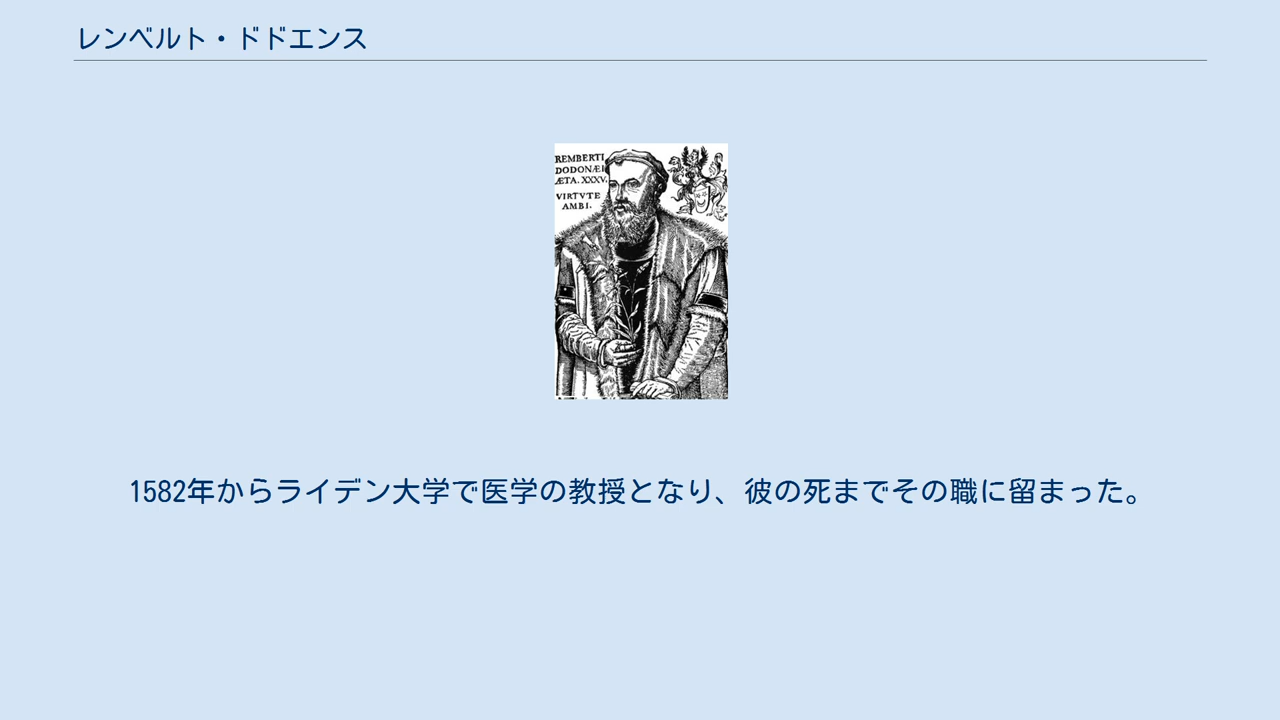 レンベルト・ドドエンス
REMBERTI
DODONÆI
ÆTA. XXXV.
VIRTVTE
AMBI.
1582年からライデン大学で医学の教授となり、彼の死までその職に留まった。